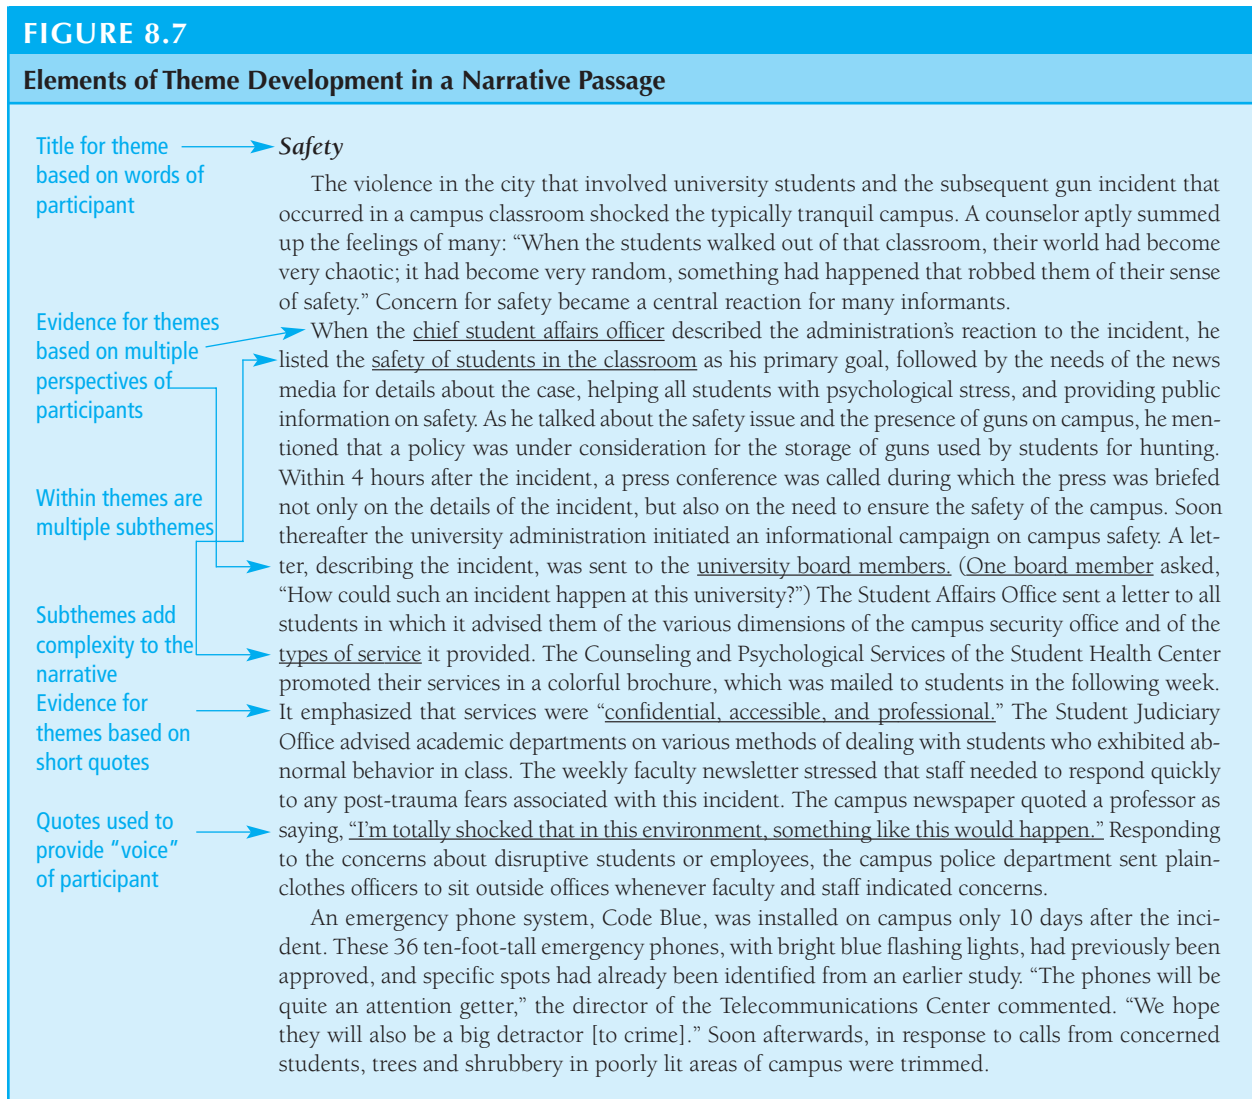 FIGURE 8.7
Elements of Theme Development in a Narrative Passage
Title for theme
based on words of
participant
Evidence for themes
based on multiple
perspectives of
participants
Within themes are
multiple subthemes
Subthemes add
complexity to the
narrative
Evidence for
themes based on
short quotes
Quotes used to
provide "voice"
of participant
Safety
The violence in the city that involved university students and the subsequent gun incident that
occurred in a campus classroom shocked the typically tranquil campus. A counselor aptly summed
up the feelings of many: “When the students walked out of that classroom, their world had become
very chaotic; it had become very random, something had happened that robbed them of their sense
of safety.” Concern for safety became a central reaction for many informants.
When the chief student affairs officer described the administration’s reaction to the incident, he
listed the safety of students in the classroom as his primary goal, followed by the needs of the news
media for details about the case, helping all students with psychological stress, and providing public
information on safety. As he talked about the safety issue and the presence of guns on campus, he men-
tioned that a policy was under consideration for the storage of guns used by students for hunting.
Within 4 hours after the incident, a press conference was called during which the press was briefed
not only on the details of the incident, but also on the need to ensure the safety of the campus. Soon
thereafter the university administration initiated an informational campaign on campus safety. A let-
ter, describing the incident, was sent to the university board members. (One board member asked,
“How could such an incident happen at this university?”) The Student Affairs Office sent a letter to all
students in which it advised them of the various dimensions of the campus security office and of the
types of service it provided. The Counseling and Psychological Services of the Student Health Center
promoted their services in a colorful brochure, which was mailed to students in the following week.
It emphasized that services were “confidential, accessible, and professional.” The Student Judiciary
Office advised academic departments on various methods of dealing with students who exhibited ab-
normal behavior in class. The weekly faculty newsletter stressed that staff needed to respond quickly
to any post-trauma fears associated with this incident. The campus newspaper quoted a professor as
saying, “I’m totally shocked that in this environment, something like this would happen.” Responding
to the concerns about disruptive students or employees, the campus police department sent plain-
clothes officers to sit outside offices whenever faculty and staff indicated concerns.
An emergency phone system, Code Blue, was installed on campus only 10 days after the inci-
dent. These 36 ten-foot-tall emergency phones, with bright blue flashing lights, had previously been
approved, and specific spots had already been identified from an earlier study. “The phones will be
quite an attention getter,” the director of the Telecommunications Center commented. “We hope
they will also be a big detractor [to crime].” Soon afterwards, in response to calls from concerned
students, trees and shrubbery in poorly lit areas of campus were trimmed.